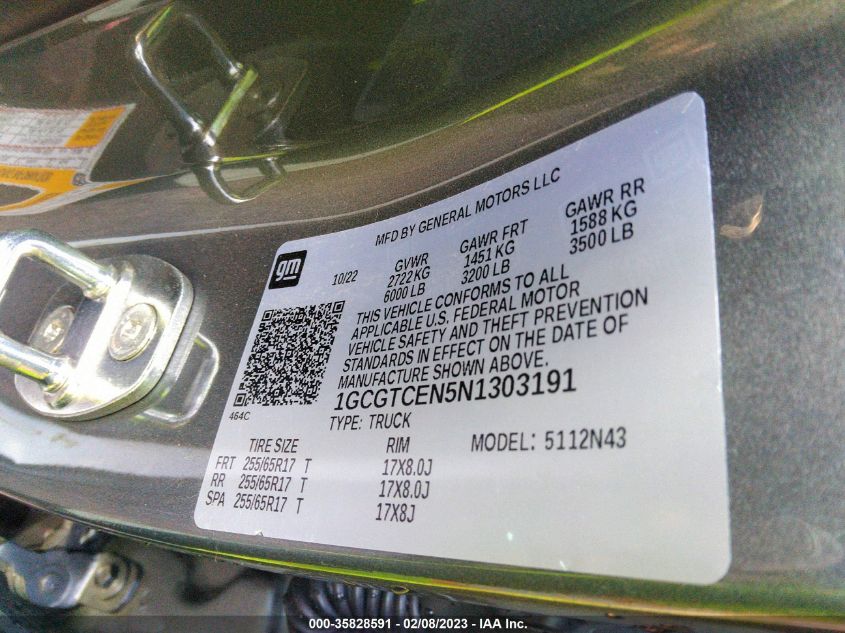 MFD BY GENERAL MOTORS LLC
gm
10/22
GVWR
2722 KG
6000 LB
GAWR FRT
1451 KG
3200 LB
GAWR RR
1588 KG
3500 LB
THIS VEHICLE CONFORMS TO ALL
APPLICABLE U.S. FEDERAL MOTOR
VEHICLE SAFETY AND THEFT PREVENTION
STANDARDS IN EFFECT ON THE DATE OF
MANUFACTURE SHOWN ABOVE.
1GCGTCEN5N1303191
464C
TYPE: TRUCK
MODEL: 5112N43
TIRE SIZE RIM
FRT 255/65R17 T 17X8.0J
RR 255/65R17 T 17X8.0J
SPA 255/65R17 T 17X8J
000-35828591 - 02/08/2023 - IAA Inc.